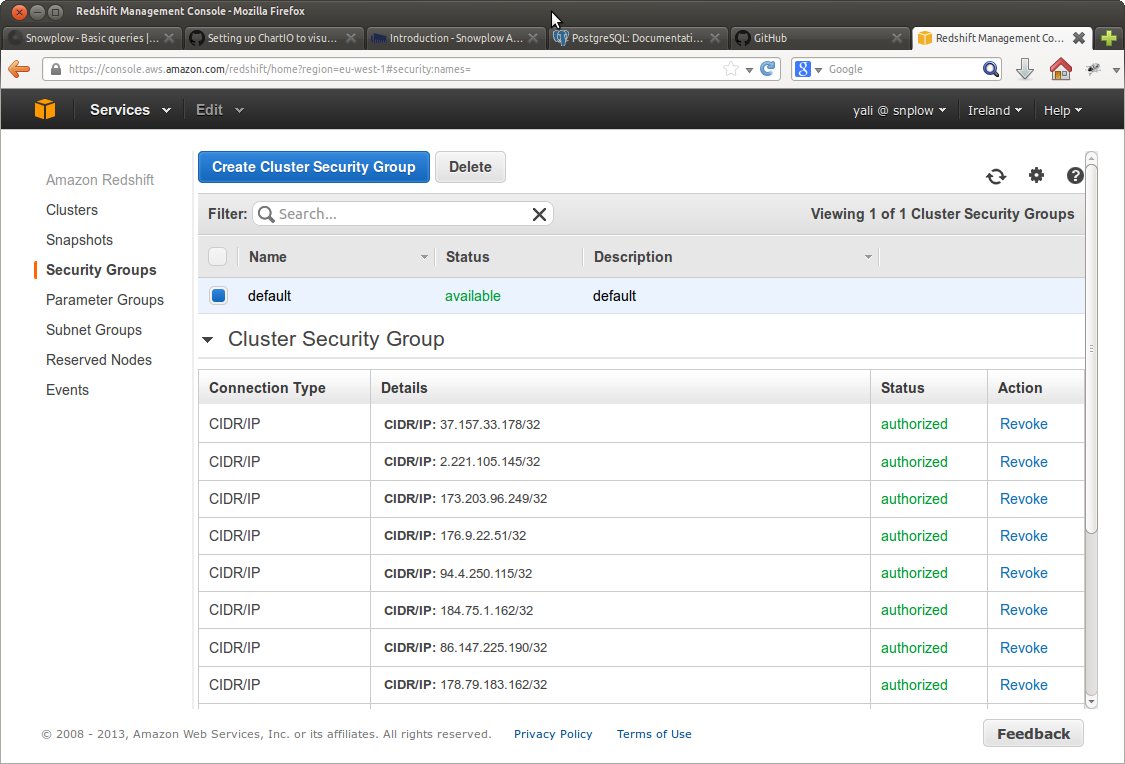 Redshift Management Console - Mozilla Firefox
Snowplow - Basic queries |... Setting up ChartIO to visu... Introduction - Snowplow A... PostgreSQL: Documentati... GitHub Redshift Management Co...
https://console.aws.amazon.com/redshift/home?region=eu-west-1#security:names= Google
Services Edit yali @ snplow Ireland Help
Amazon Redshift
Clusters
Snapshots
Security Groups
Parameter Groups
Subnet Groups
Reserved Nodes
Events
Create Cluster Security Group Delete
Filter: Search... Viewing 1 of 1 Cluster Security Groups
Name Status Description
default available default
Cluster Security Group
Connection Type Details Status Action
CIDR/IP CIDR/IP: 37.157.33.178/32 authorized Revoke
CIDR/IP CIDR/IP: 2.221.105.145/32 authorized Revoke
CIDR/IP CIDR/IP: 173.203.96.249/32 authorized Revoke
CIDR/IP CIDR/IP: 176.9.22.51/32 authorized Revoke
CIDR/IP CIDR/IP: 94.4.250.115/32 authorized Revoke
CIDR/IP CIDR/IP: 184.75.1.162/32 authorized Revoke
CIDR/IP CIDR/IP: 86.147.225.190/32 authorized Revoke
CIDR/IP CIDR/IP: 178.79.183.162/32 authorized Revoke
© 2008 - 2013, Amazon Web Services, Inc. or its affiliates. All rights reserved. Privacy Policy Terms of Use Feedback